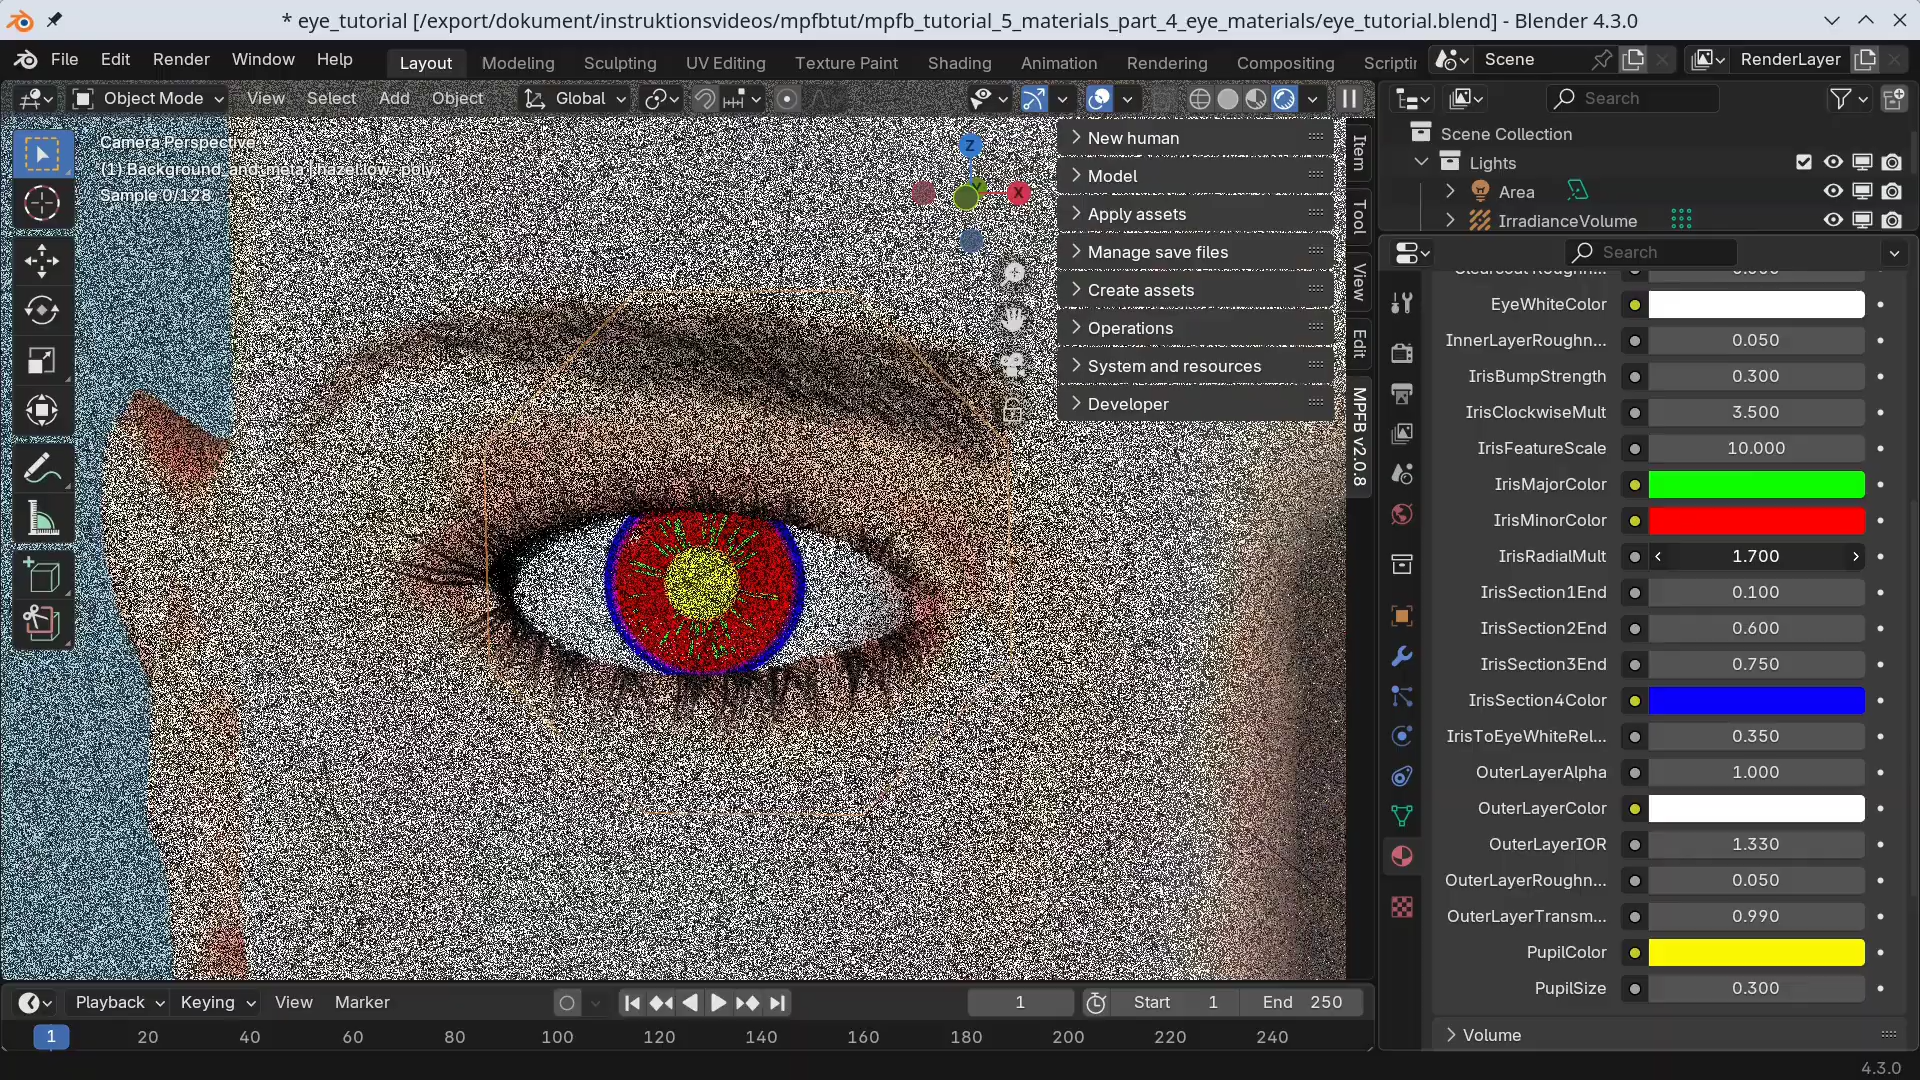 * eye_tutorial [/export/dokument/instruktionsvideos/mpfbtut/mpfb_tutorial_5_materials_part_4_eye_materials/eye_tutorial.blend] - Blender 4.3.0
File Edit Render Window Help Layout Modeling Sculpting UV Editing Texture Paint Shading Animation Rendering Compositing Scriptin Scene RenderLayer
Object Mode View Select Add Object Global Search
Camera Perspective
(1) Background_and_meta | hazel low-poly
Sample 0/128
Z
Y
X
New human
Model
Apply assets
Manage save files
Create assets
Operations
System and resources
Developer
Item
Tool
View
Edit
MPFB v2.0.8
Scene Collection
Lights
Area
IrradianceVolume
Search
EyeWhiteColor
InnerLayerRoughn... 0.050
IrisBumpStrength 0.300
IrisClockwiseMult 3.500
IrisFeatureScale 10.000
IrisMajorColor
IrisMinorColor
IrisRadialMult 1.700
IrisSection1End 0.100
IrisSection2End 0.600
IrisSection3End 0.750
IrisSection4Color
IrisToEyeWhiteRel... 0.350
OuterLayerAlpha 1.000
OuterLayerColor
OuterLayerIOR 1.330
OuterLayerRoughn... 0.050
OuterLayerTransm... 0.990
PupilColor
PupilSize 0.300
Volume
Playback Keying View Marker 1 Start 1 End 250
1 20 40 60 80 100 120 140 160 180 200 220 240
4.3.0